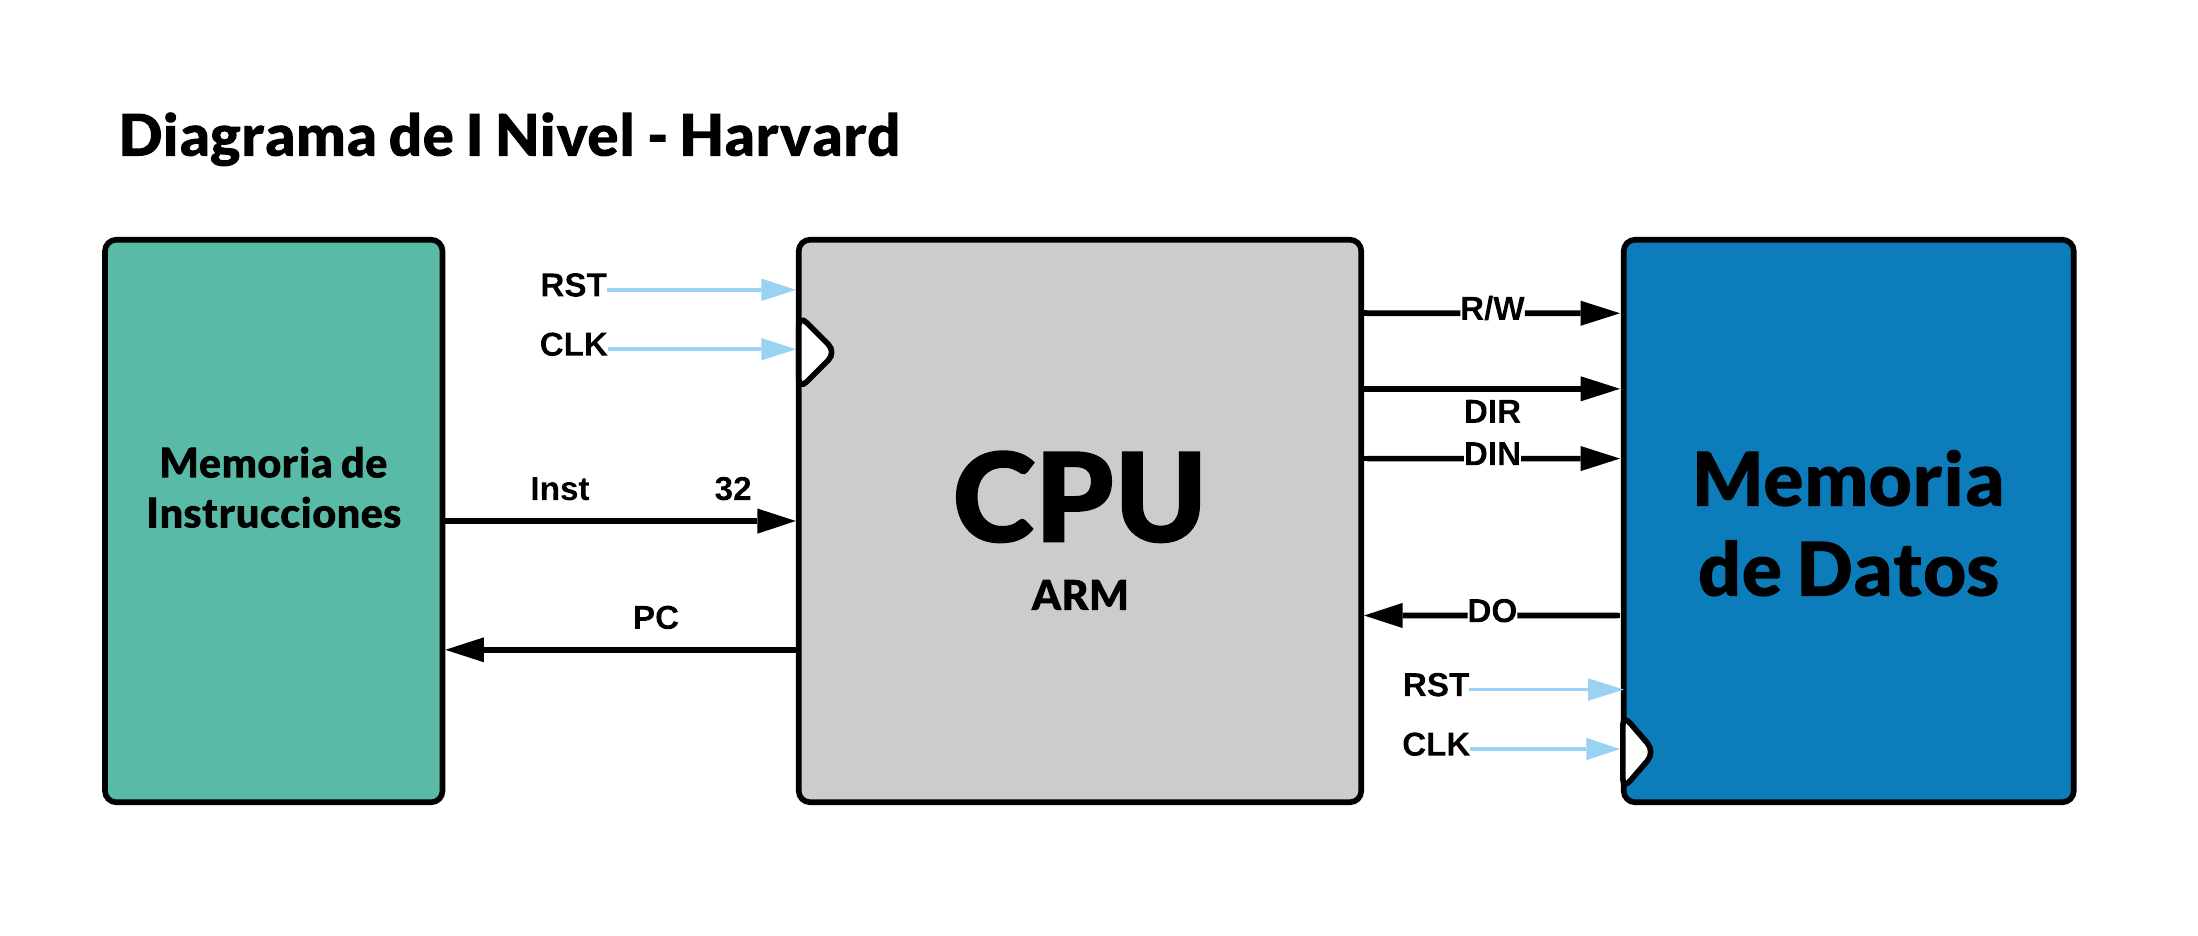 Diagrama de I Nivel - Harvard
Memoria de
Instrucciones
RST
CLK
Inst 32
PC
CPU
ARM
R/W
DIR
DIN
DO
RST
CLK
Memoria
de Datos